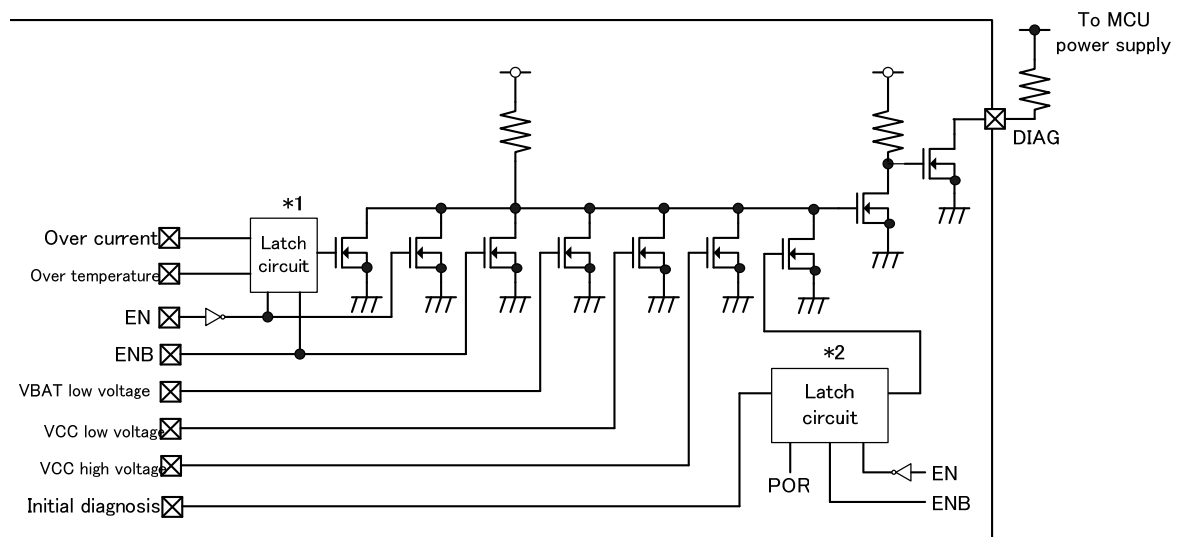 To MCU
power supply
DIAG
*1
Over current
Latch
circuit
Over temperature
EN
ENB
*2
VBAT low voltage
Latch
circuit
VCC low voltage
VCC high voltage
EN
POR
ENB
Initial diagnosis